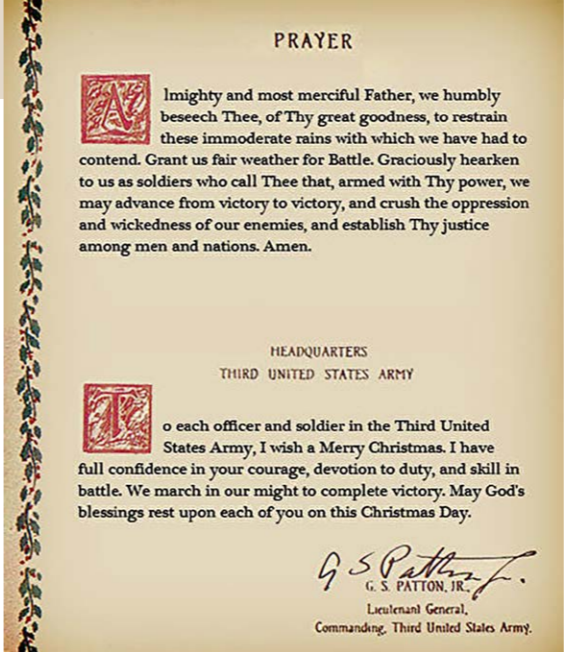 PRAYER
Almighty and most merciful Father, we humbly
beseech Thee, of Thy great goodness, to restrain
these immoderate rains with which we have had to
contend. Grant us fair weather for Battle. Graciously hearken
to us as soldiers who call Thee that, armed with Thy power, we
may advance from victory to victory, and crush the oppression
and wickedness of our enemies, and establish Thy justice
among men and nations. Amen.
HEADQUARTERS
THIRD UNITED STATES ARMY
To each officer and soldier in the Third United
States Army, I wish a Merry Christmas. I have
full confidence in your courage, devotion to duty, and skill in
battle. We march in our might to complete victory. May God's
blessings rest upon each of you on this Christmas Day.
G S Patton Jr.
G. S. PATTON, JR.
Lieutenant General,
Commanding, Third United States Army.